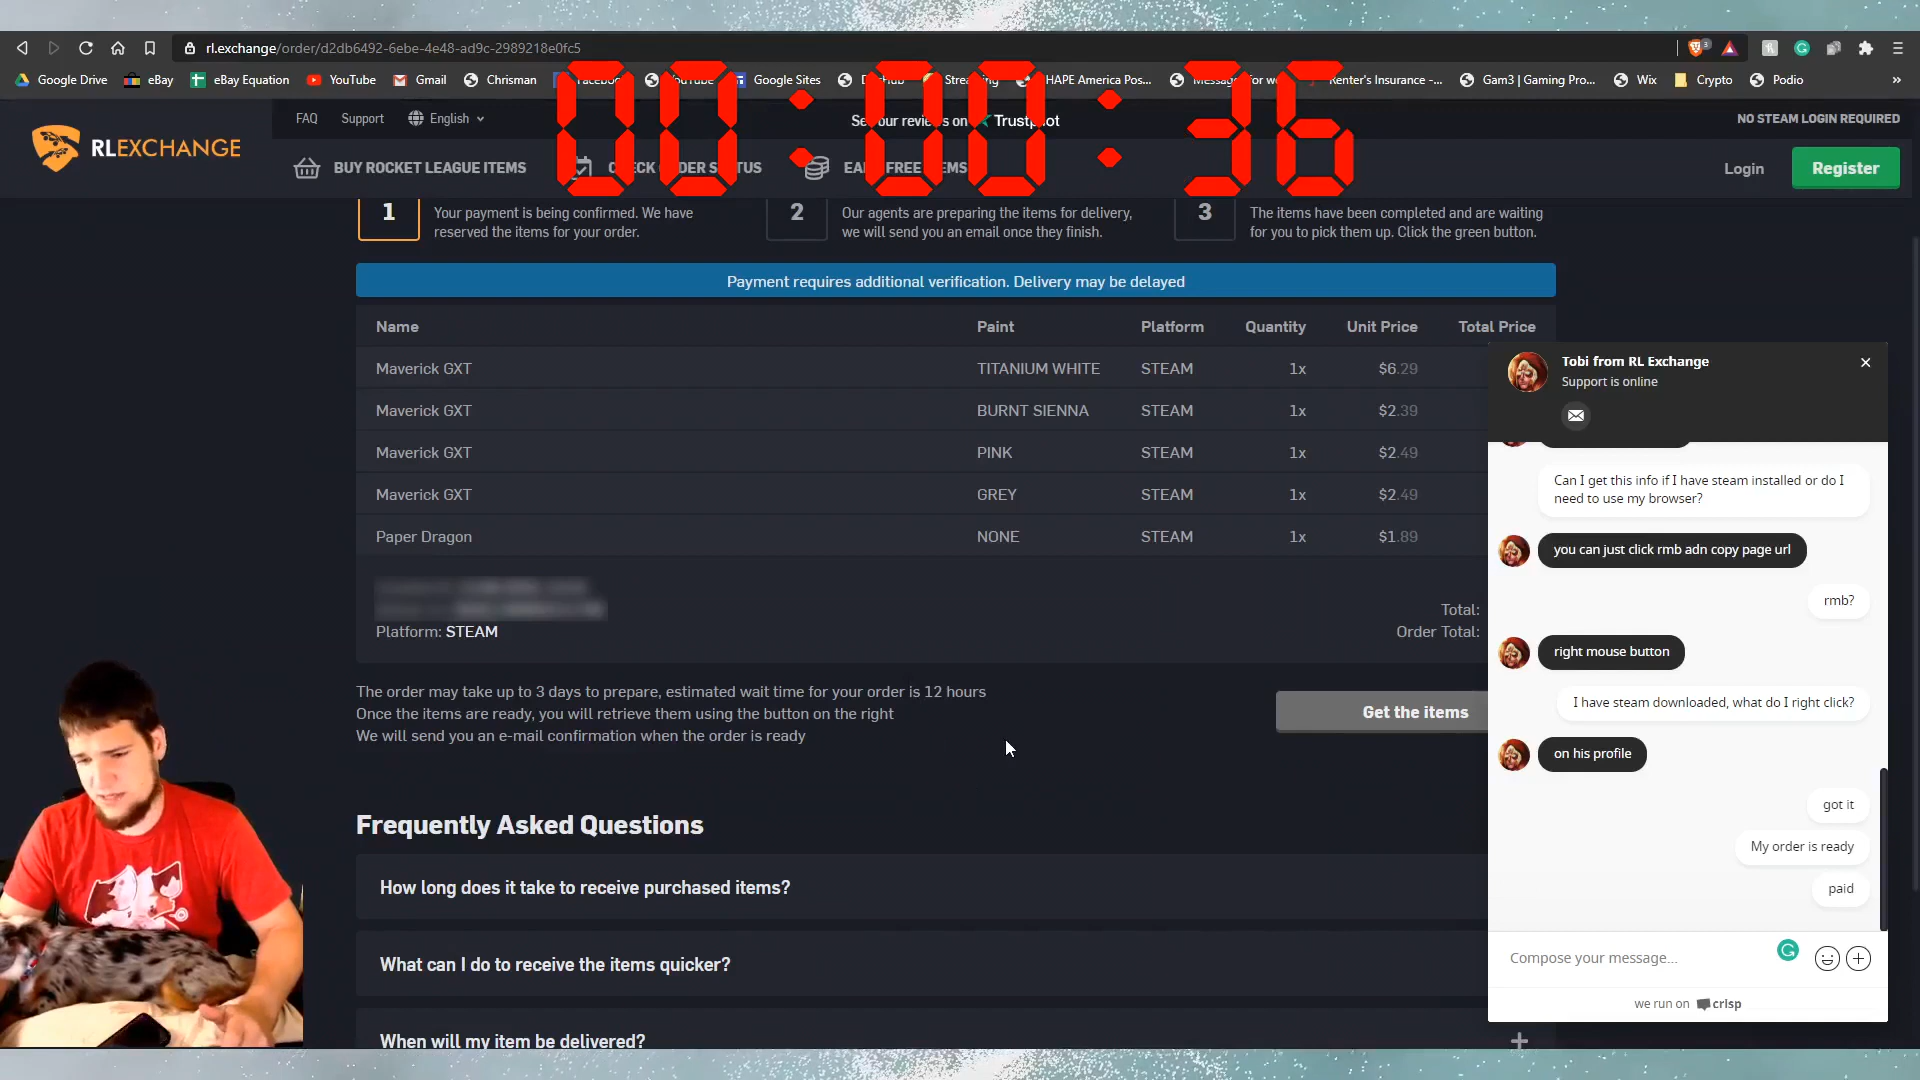 rl.exchange/order/d2db6492-6ebe-4e48-ad9c-2989218e0fc5
Google Drive
eBay
eBay Equation
YouTube
Gmail
Chrisman
Google Sites
HAPE America Pos...
Renter's Insurance -...
Gam3 | Gaming Pro...
Wix
Crypto
Podio
00:00:36
RLEXCHANGE
FAQ
Support
English
Trustpilot
NO STEAM LOGIN REQUIRED
BUY ROCKET LEAGUE ITEMS
Login
Register
1
Your payment is being confirmed. We have
reserved the items for your order.
2
Our agents are preparing the items for delivery,
we will send you an email once they finish.
3
The items have been completed and are waiting
for you to pick them up. Click the green button.
Payment requires additional verification. Delivery may be delayed
Name Paint Platform Quantity Unit Price Total Price
Maverick GXT TITANIUM WHITE STEAM 1x $6.29
Maverick GXT BURNT SIENNA STEAM 1x $2.39
Maverick GXT PINK STEAM 1x $2.49
Maverick GXT GREY STEAM 1x $2.49
Paper Dragon NONE STEAM 1x $1.89
Platform: STEAM
Total:
Order Total:
The order may take up to 3 days to prepare, estimated wait time for your order is 12 hours
Once the items are ready, you will retrieve them using the button on the right
We will send you an e-mail confirmation when the order is ready
Get the items
Frequently Asked Questions
How long does it take to receive purchased items?
What can I do to receive the items quicker?
When will my item be delivered?
Tobi from RL Exchange
Support is online
Can I get this info if I have steam installed or do I
need to use my browser?
you can just click rmb adn copy page url
rmb?
right mouse button
I have steam downloaded, what do I right click?
on his profile
got it
My order is ready
paid
Compose your message...
we run on crisp